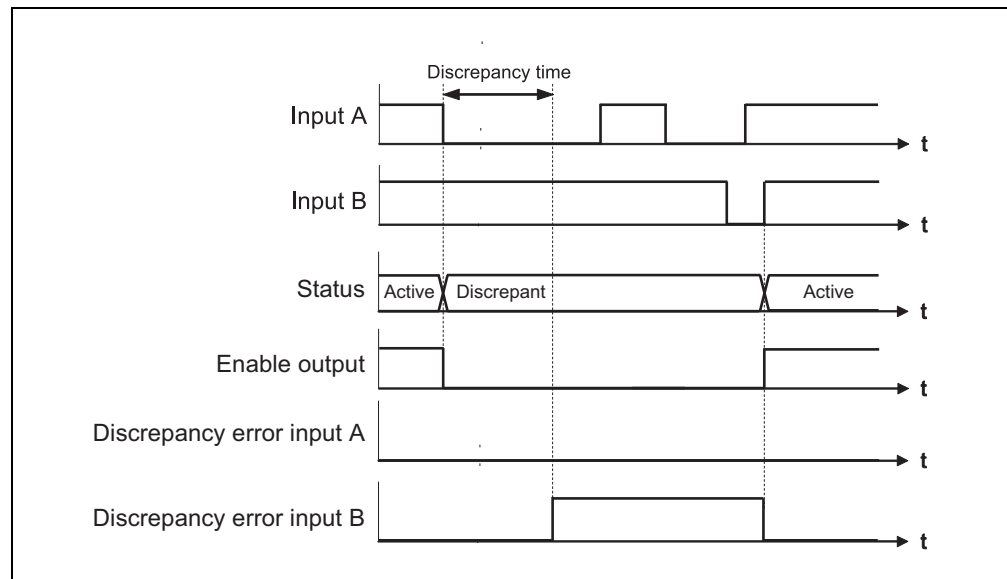 Discrepancy time
Input A
t
Input B
t
Status
Active
Discrepant
Active
t
Enable output
t
Discrepancy error input A
t
Discrepancy error input B
t